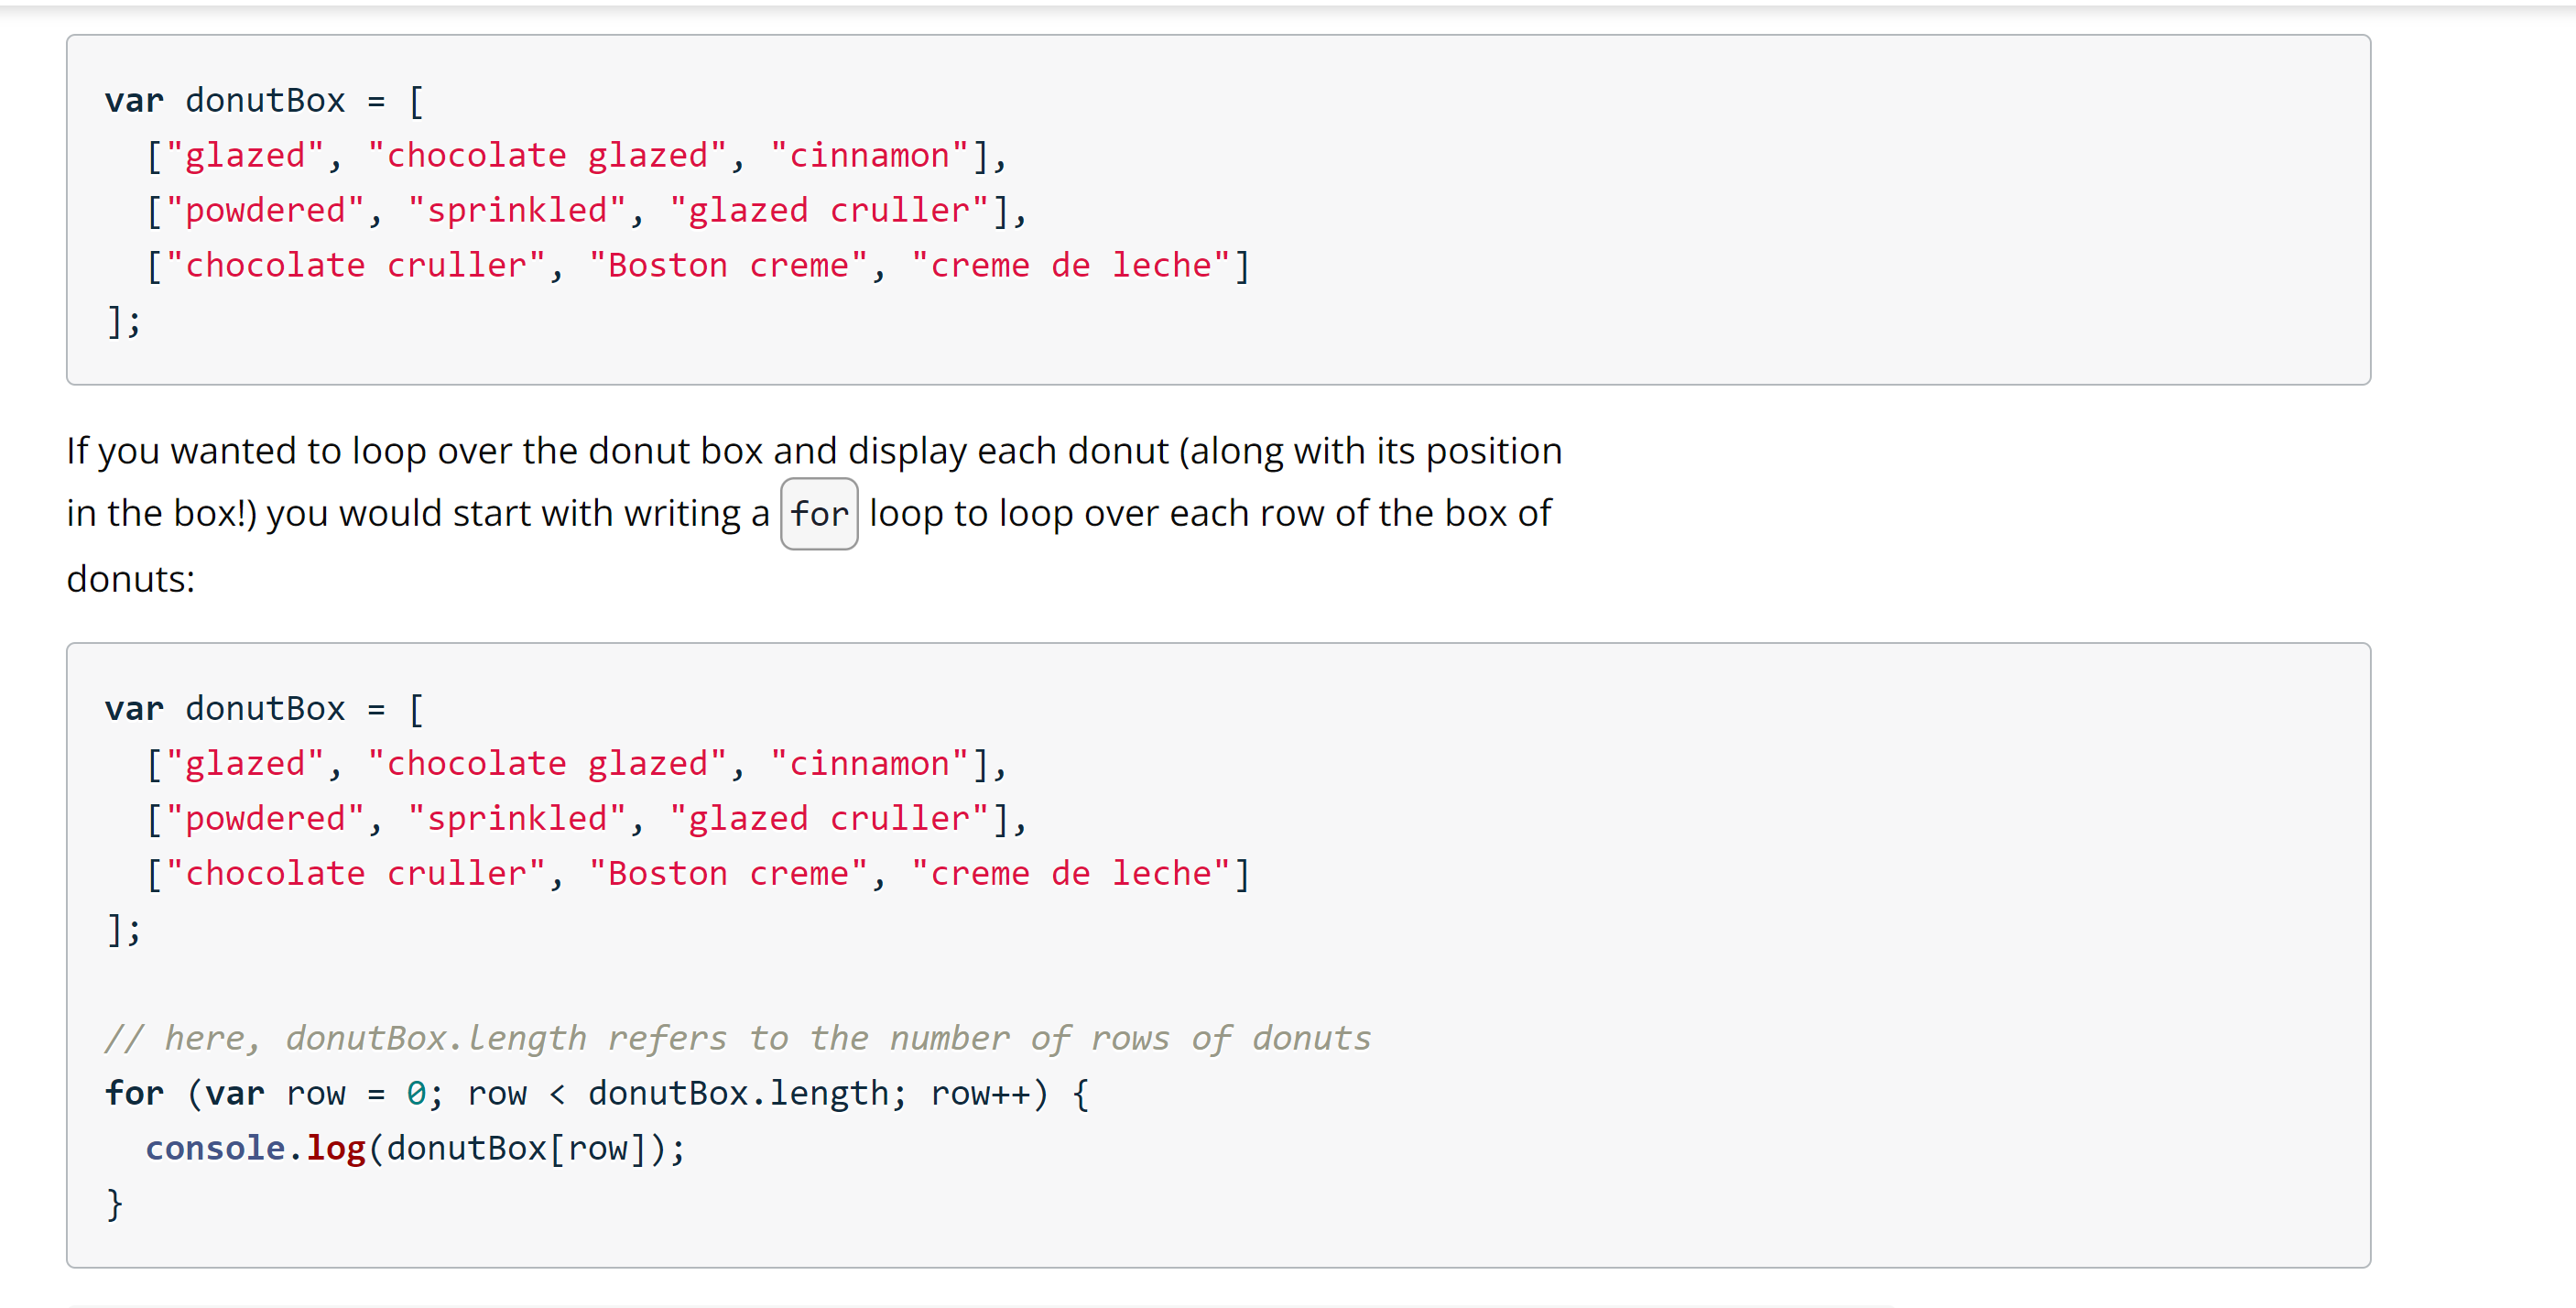 var donutBox = [
  ["glazed", "chocolate glazed", "cinnamon"],
  ["powdered", "sprinkled", "glazed cruller"],
  ["chocolate cruller", "Boston creme", "creme de leche"]
];
If you wanted to loop over the donut box and display each donut (along with its position
in the box!) you would start with writing a for loop to loop over each row of the box of
donuts:
var donutBox = [
  ["glazed", "chocolate glazed", "cinnamon"],
  ["powdered", "sprinkled", "glazed cruller"],
  ["chocolate cruller", "Boston creme", "creme de leche"]
];
// here, donutBox.length refers to the number of rows of donuts
for (var row = 0; row < donutBox.length; row++) {
  console.log(donutBox[row]);
}